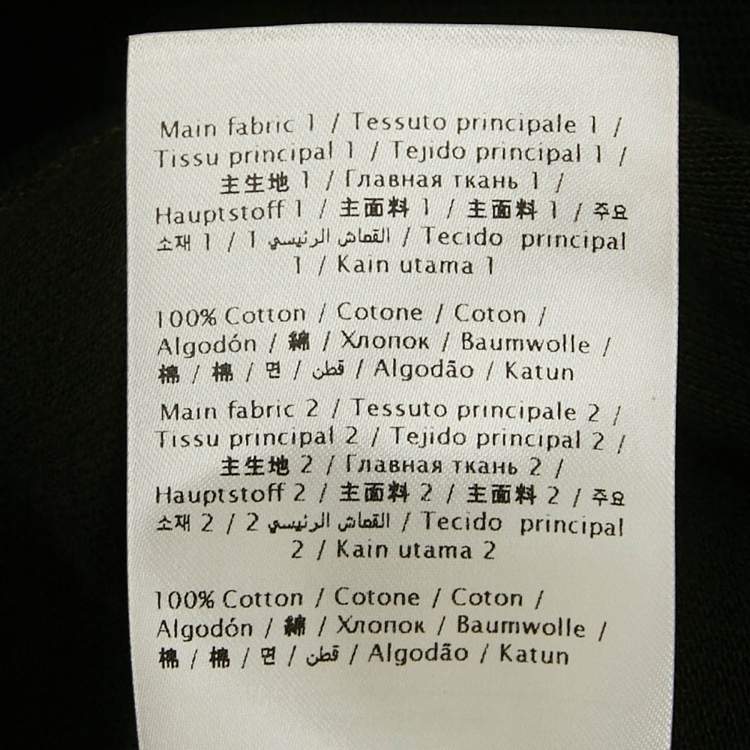 Main fabric 1 / Tessuto principale 1 /
Tissu principal 1 / Tejido principal 1 /
主生地 1 / Главная ткань 1 /
Hauptstoff 1 / 主面料 1 / 主面料 1 / 주요
소재 1 / 1 القماش الرئيسي / Tecido principal
1 / Kain utama 1
100% Cotton / Cotone / Coton /
Algodón / 綿 / Хлопок / Baumwolle /
棉 / 棉 / 면 / قطن / Algodão / Katun
Main fabric 2 / Tessuto principale 2 /
Tissu principal 2 / Tejido principal 2 /
主生地 2 / Главная ткань 2 /
Hauptstoff 2 / 主面料 2 / 主面料 2 / 주요
소재 2 / 2 القماش الرئيسي / Tecido principal
2 / Kain utama 2
100% Cotton / Cotone / Coton /
Algodón / 綿 / Хлопок / Baumwolle /
棉 / 棉 / 면 / قطن / Algodão / Katun